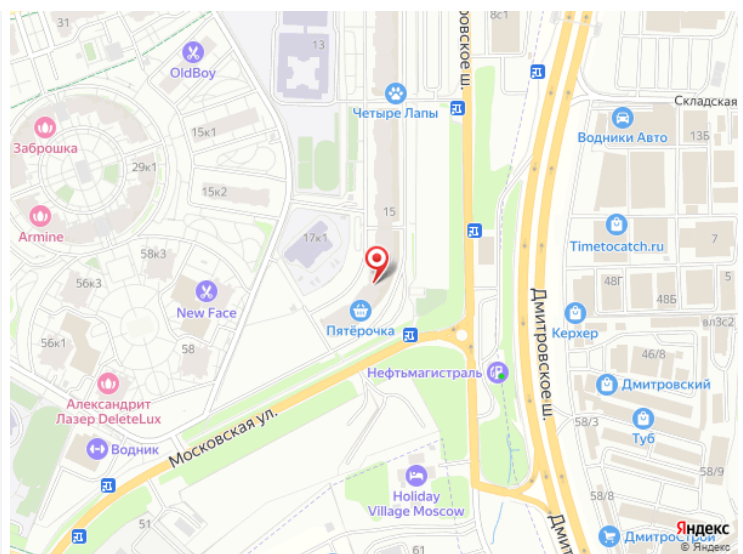 31
8с1
OldBoy
13
ровское ш.
Четыре Лапы
Складская
Заброшка
15к1
Водники Авто
13Б
29к1
15к2
15
Armine
17к1
Timetocatch.ru
7
58к3
56к3
48Г
5
48Б
New Face
Дмитровское ш.
Керхер
вл3с2
Пятёрочка
56к1
58
46/8
Нефтьмагистраль
Дмитровский
Александрит
Лазер DeleteLux
Московская ул.
58/3
Туб
Водник
58/9
58/8
Holiday
Village Moscow
51
Дмит
Яндекс
ДмитроСтрой
61
© Яндекс